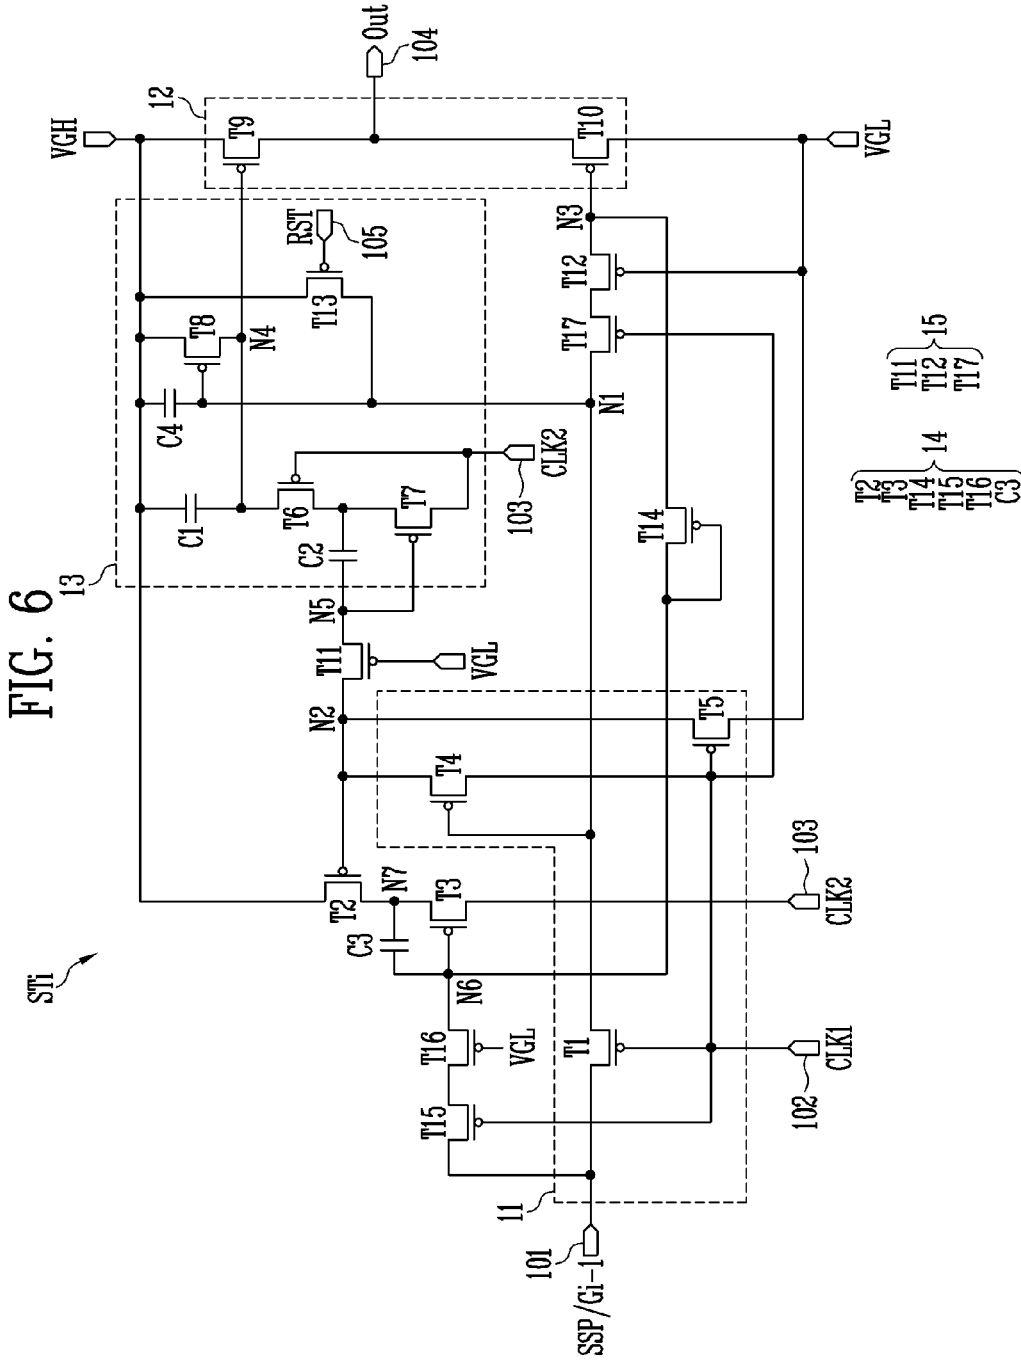 FIG. 6
STi
VGH
12
Out
104
13
T9
T8
C4
N4
RST
105
T13
C1
T6
C2
T7
103
CLK2
N5
T11
VGL
N2
T10
N3
T12
T17
N1
VGL
T14
T5
T4
T2
N7
C3
T3
N6
T16
VGL
T15
T1
103
CLK2
102
CLK1
11
101
SSP/Gi-1
T2
T3
T14
T15
T16
C3
14
T11
T12
T17
15